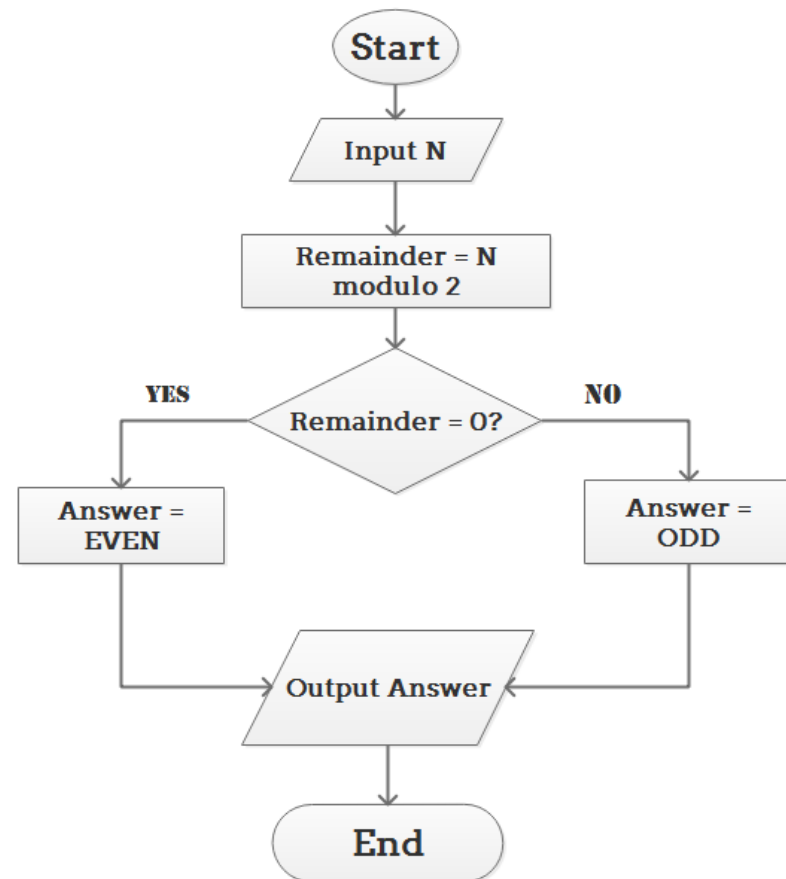 Start
Input N
Remainder = N
modulo 2
YES
NO
Remainder = 0?
Answer =
EVEN
Answer =
ODD
Output Answer
End